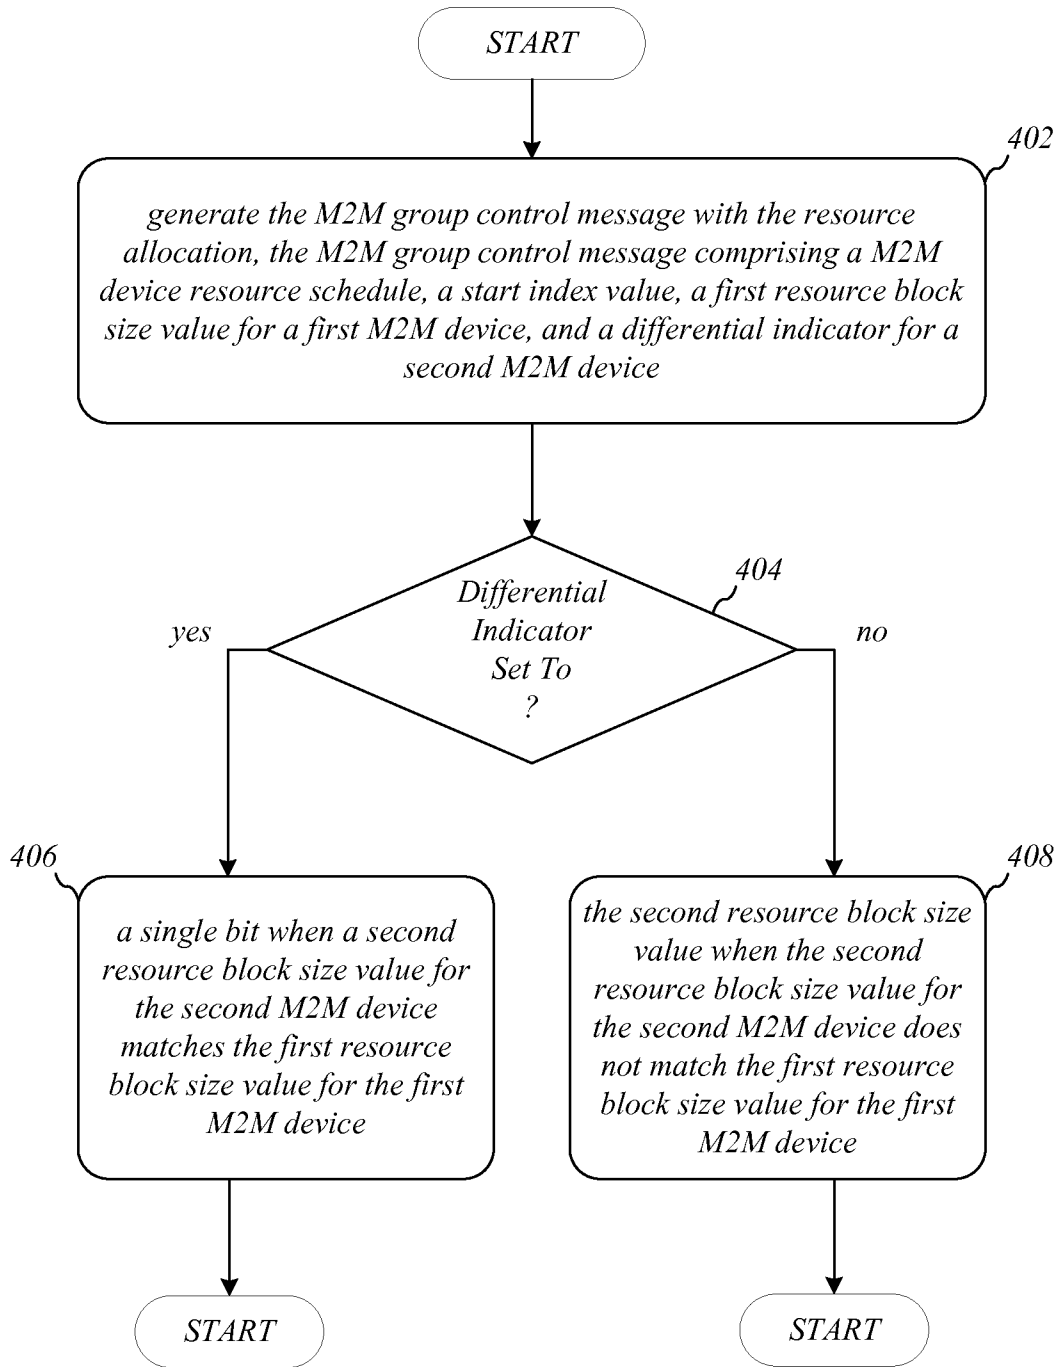 START
402
generate the M2M group control message with the resource
allocation, the M2M group control message comprising a M2M
device resource schedule, a start index value, a first resource block
size value for a first M2M device, and a differential indicator for a
second M2M device
404
Differential
Indicator
Set To
?
yes
no
406
a single bit when a second
resource block size value for
the second M2M device
matches the first resource
block size value for the first
M2M device
408
the second resource block size
value when the second
resource block size value for
the second M2M device does
not match the first resource
block size value for the first
M2M device
START
START